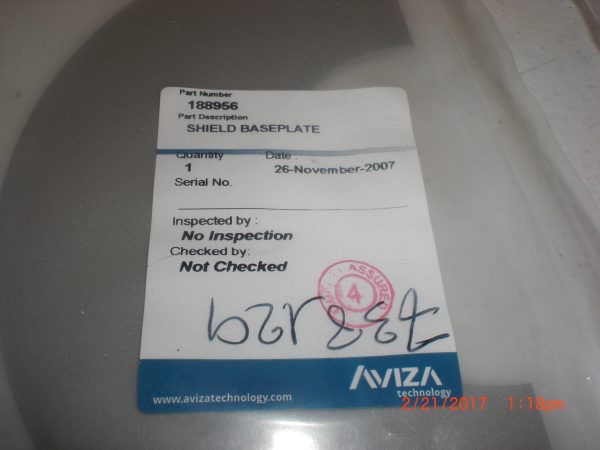 Part Number
188956
Part Description
SHIELD BASEPLATE
Quantity Date :
1 26-November-2007
Serial No.
Inspected by :
No Inspection
Checked by:
Not Checked
ASSURED
4
AVIZA
technology
www.avizatechnology.com
2/21/2017 1:18pm